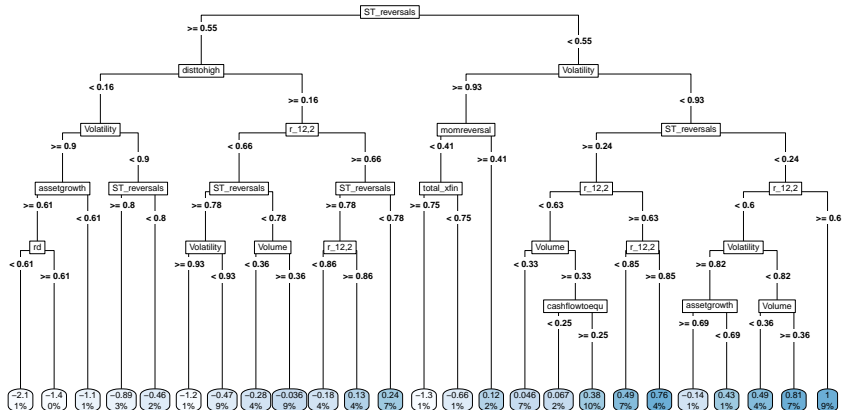 ST_reversals
>= 0.55
< 0.55
disttohigh
Volatility
< 0.16
>= 0.16
>= 0.93
< 0.93
Volatility
r_12,2
momreversal
ST_reversals
>= 0.9
< 0.9
< 0.66
>= 0.66
< 0.41
>= 0.41
>= 0.24
< 0.24
assetgrowth
ST_reversals
ST_reversals
ST_reversals
total_xfin
r_12,2
r_12,2
>= 0.61
< 0.61
>= 0.8
< 0.8
>= 0.78
< 0.78
>= 0.78
< 0.78
>= 0.75
< 0.75
< 0.63
>= 0.63
< 0.6
>= 0.6
rd
Volatility
Volume
r_12,2
Volume
r_12,2
Volatility
< 0.61
>= 0.61
>= 0.93
< 0.93
< 0.36
>= 0.36
< 0.86
>= 0.86
< 0.33
>= 0.33
< 0.85
>= 0.85
>= 0.82
< 0.82
cashflowtoequ
assetgrowth
Volume
< 0.25
>= 0.25
>= 0.69
< 0.69
< 0.36
>= 0.36
−2.1 −1.4 −1.1 −0.89 −0.46 −1.2 −0.47 −0.28 −0.036 −0.18 0.13 0.24 −1.3 −0.66 0.12 0.046 0.067 0.38 0.49 0.76 −0.14 0.43 0.49 0.81 1
1% 0% 1% 3% 2% 1% 9% 4% 9% 4% 4% 7% 1% 1% 2% 7% 2% 10% 7% 4% 1% 1% 4% 7% 9%